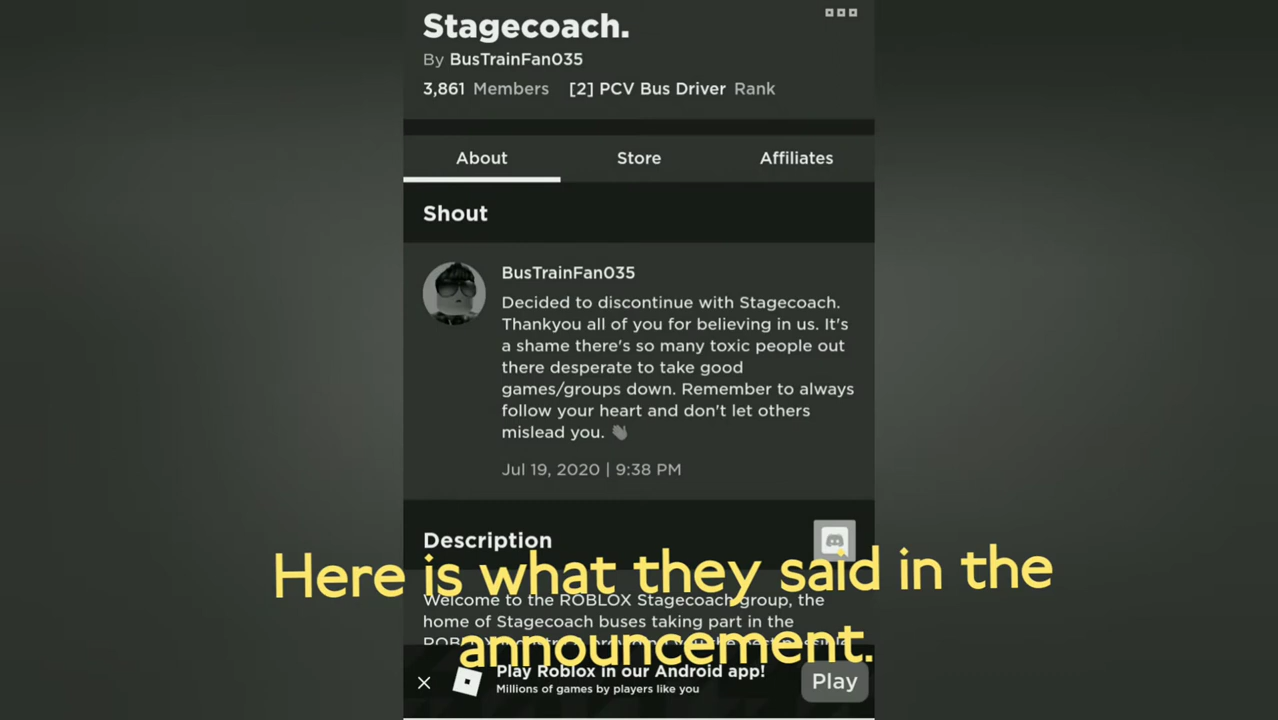 Stagecoach.
By BusTrainFan035
3,861 Members [2] PCV Bus Driver Rank
About Store Affiliates
Shout
BusTrainFan035
Decided to discontinue with Stagecoach.
Thankyou all of you for believing in us. It's
a shame there's so many toxic people out
there desperate to take good
games/groups down. Remember to always
follow your heart and don't let others
mislead you. 👋
Jul 19, 2020 | 9:38 PM
Description
Here is what they said in the
Welcome to the ROBLOX Stagecoach group, the
home of Stagecoach buses taking part in the
announcement.
Play Roblox in our Android app!
Millions of games by players like you
Play